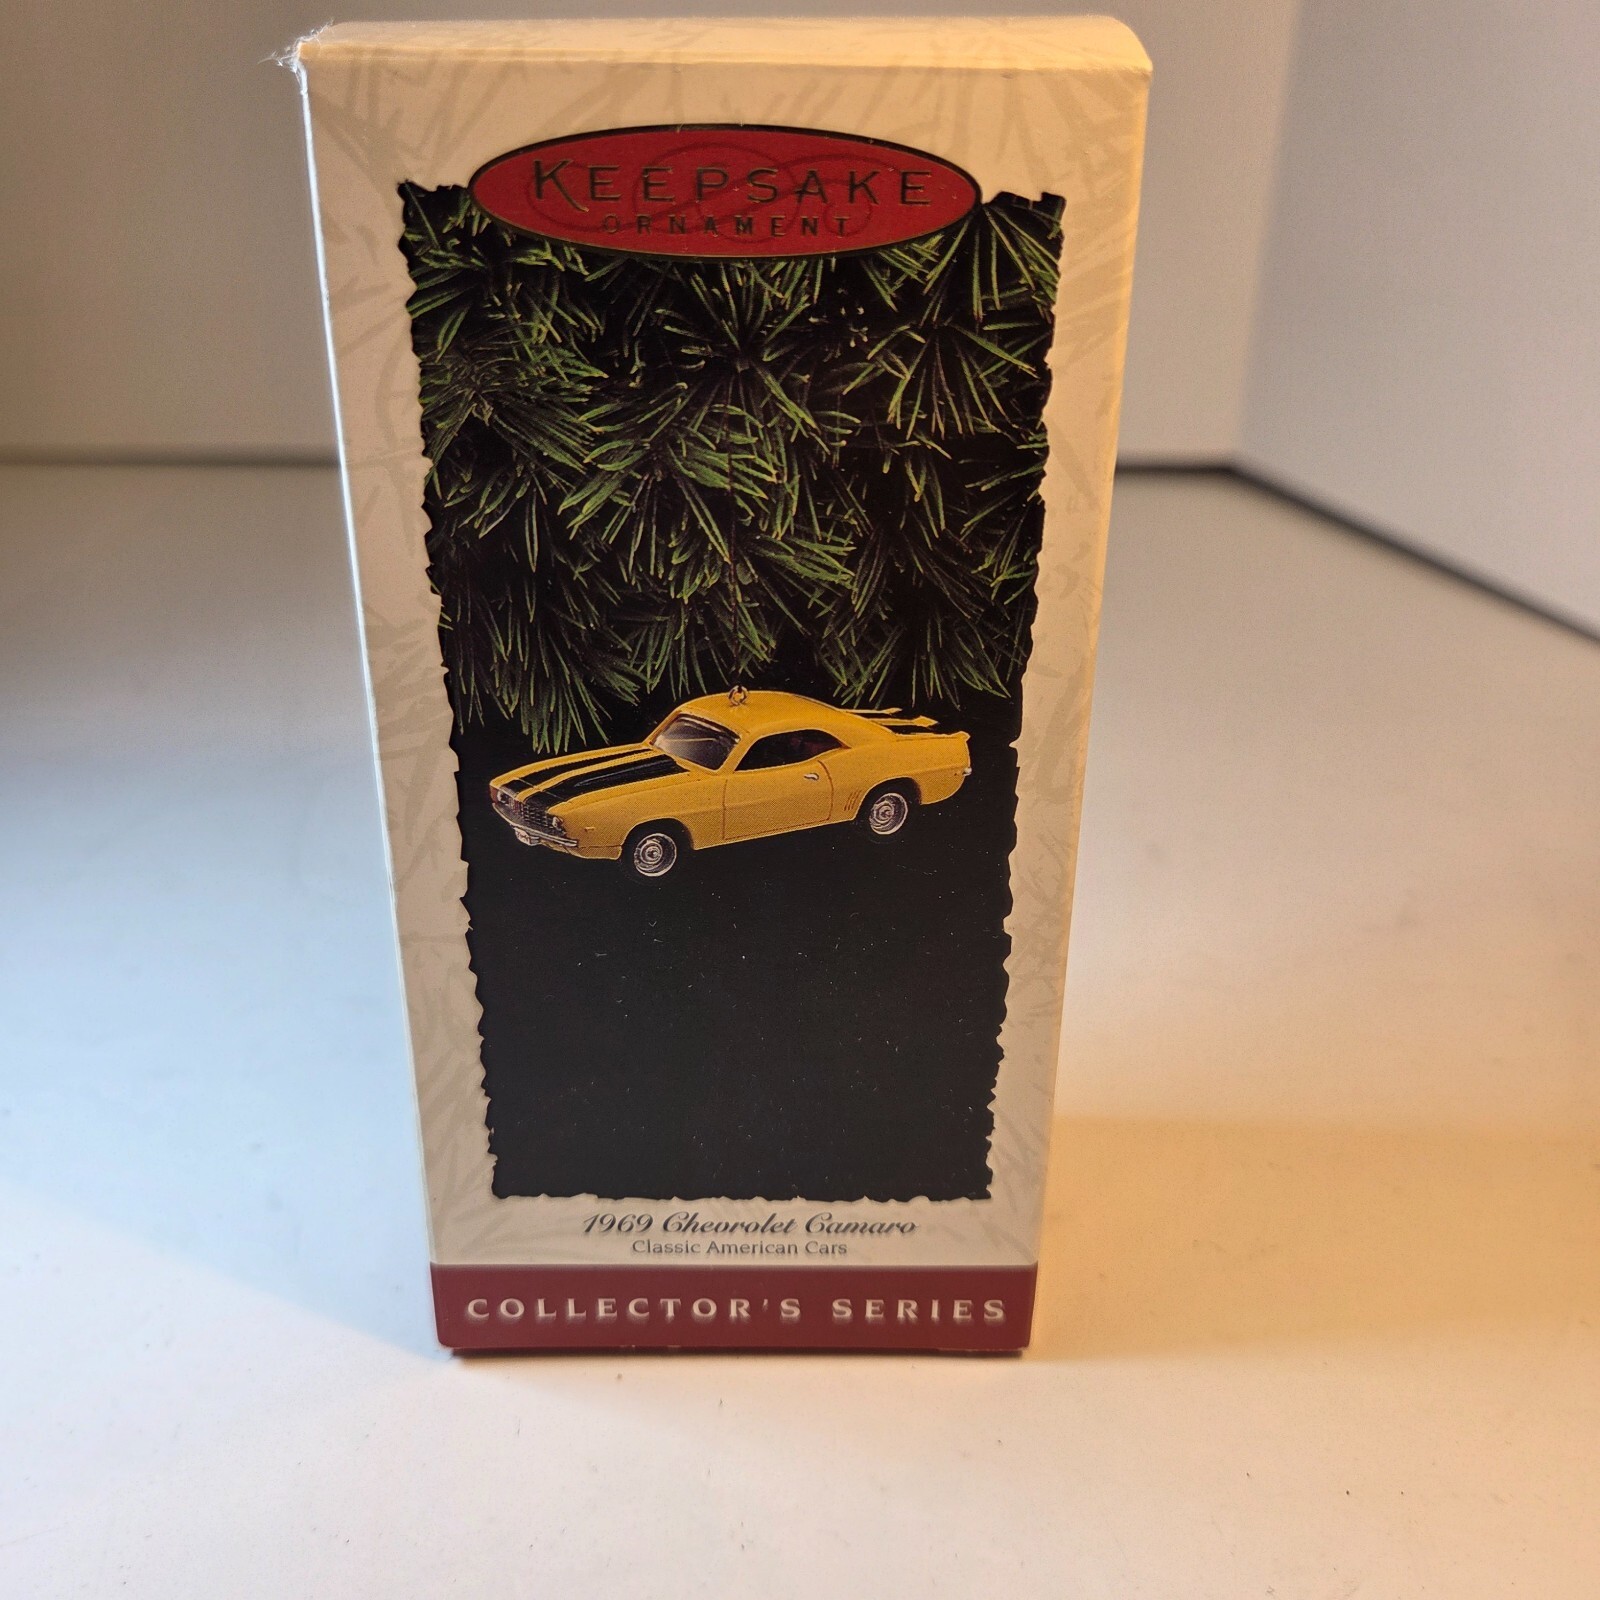 KEEPSAKE
ORNAMENT
1969 Chevrolet Camaro
Classic American Cars
COLLECTOR'S SERIES